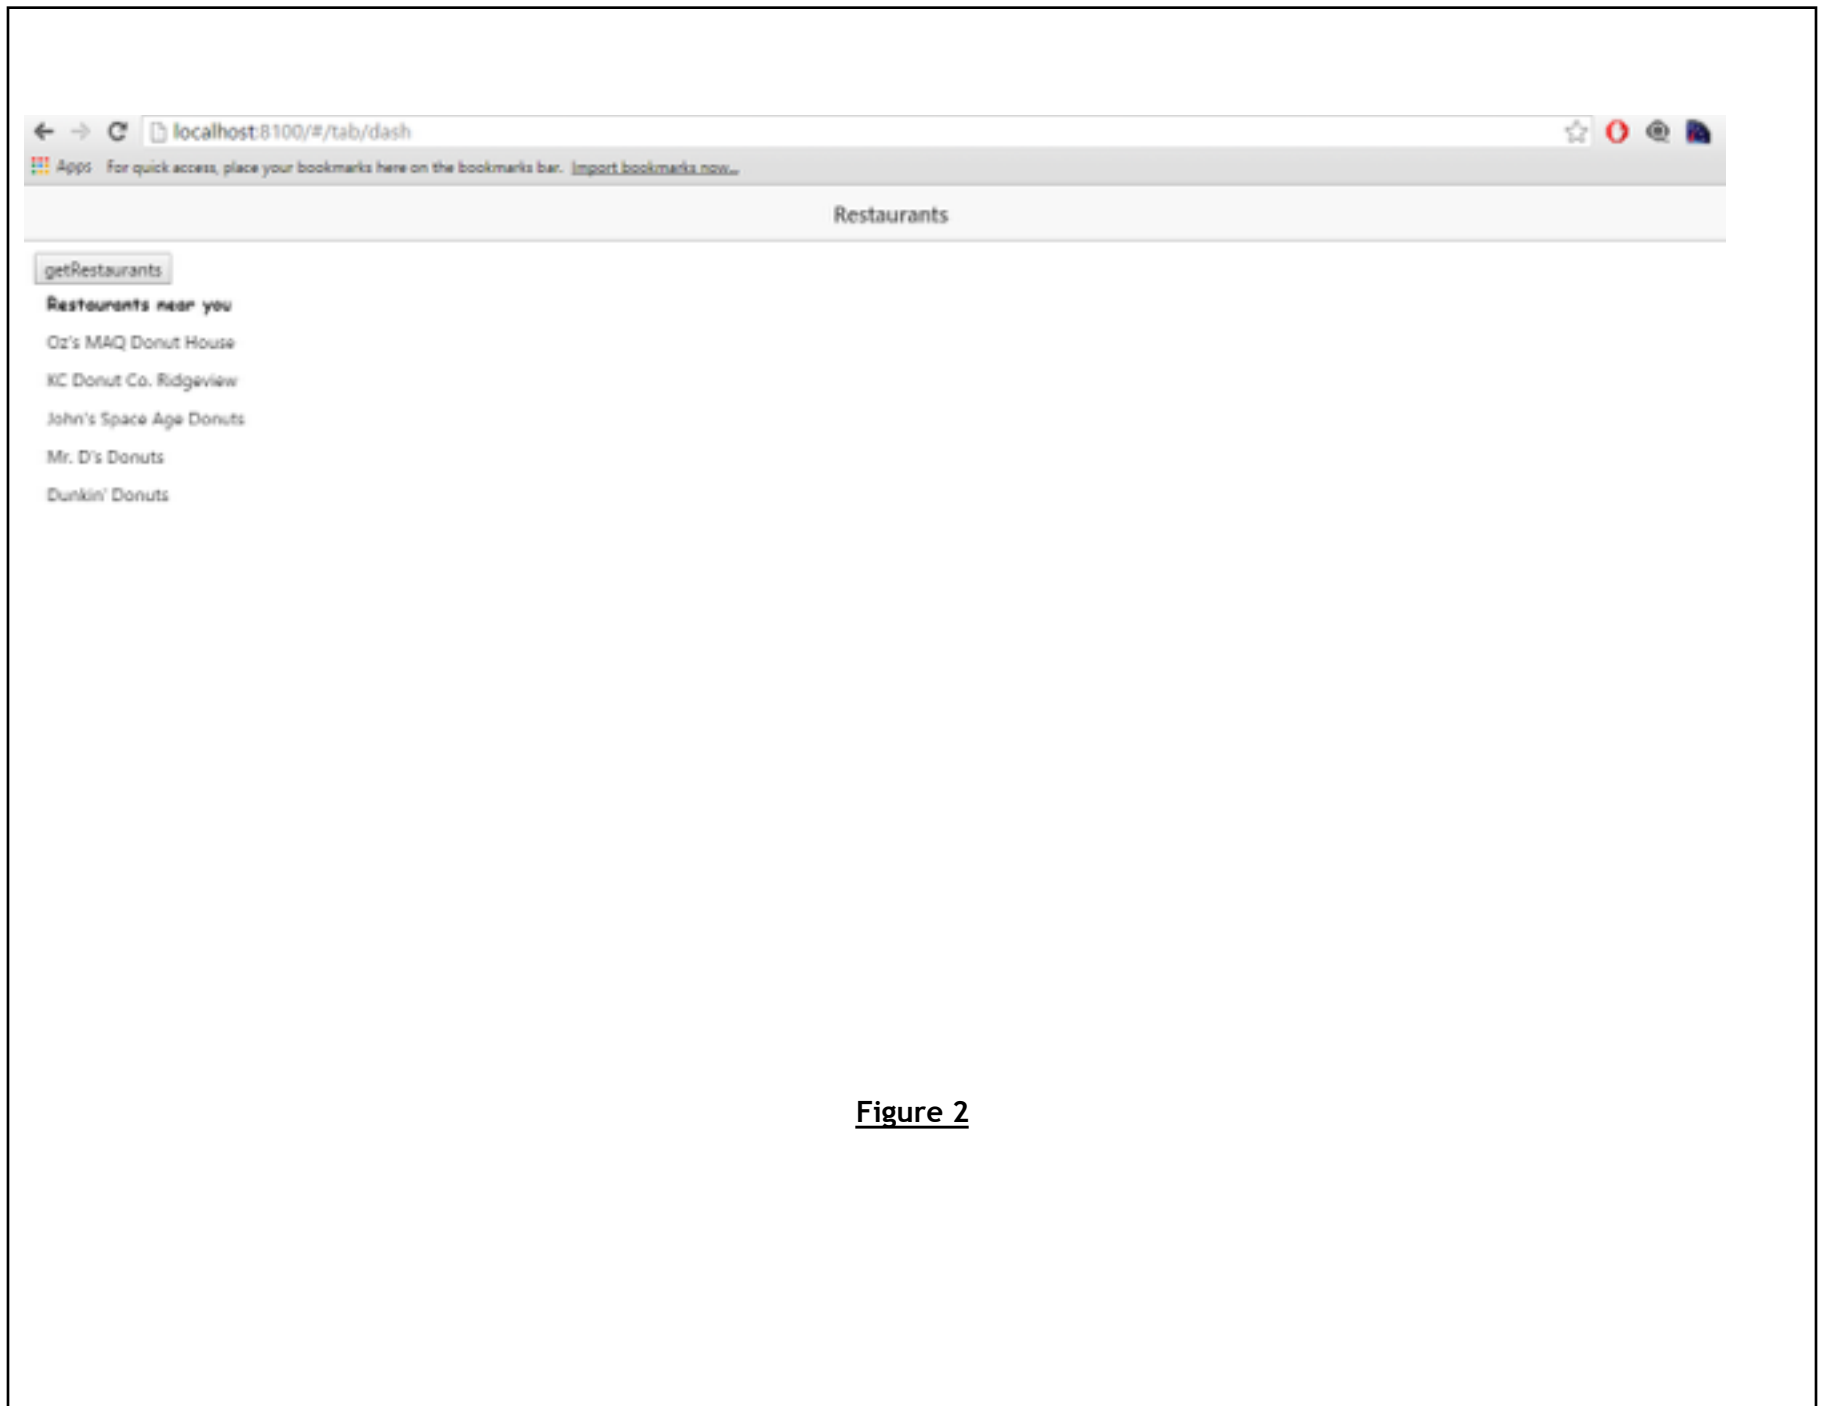 localhost:8100/#/tab/dash
Apps For quick access, place your bookmarks here on the bookmarks bar. Import bookmarks now...
Restaurants
getRestaurants
Restaurants near you
Oz's MAQ Donut House
KC Donut Co. Ridgeview
John's Space Age Donuts
Mr. D's Donuts
Dunkin' Donuts
Figure 2